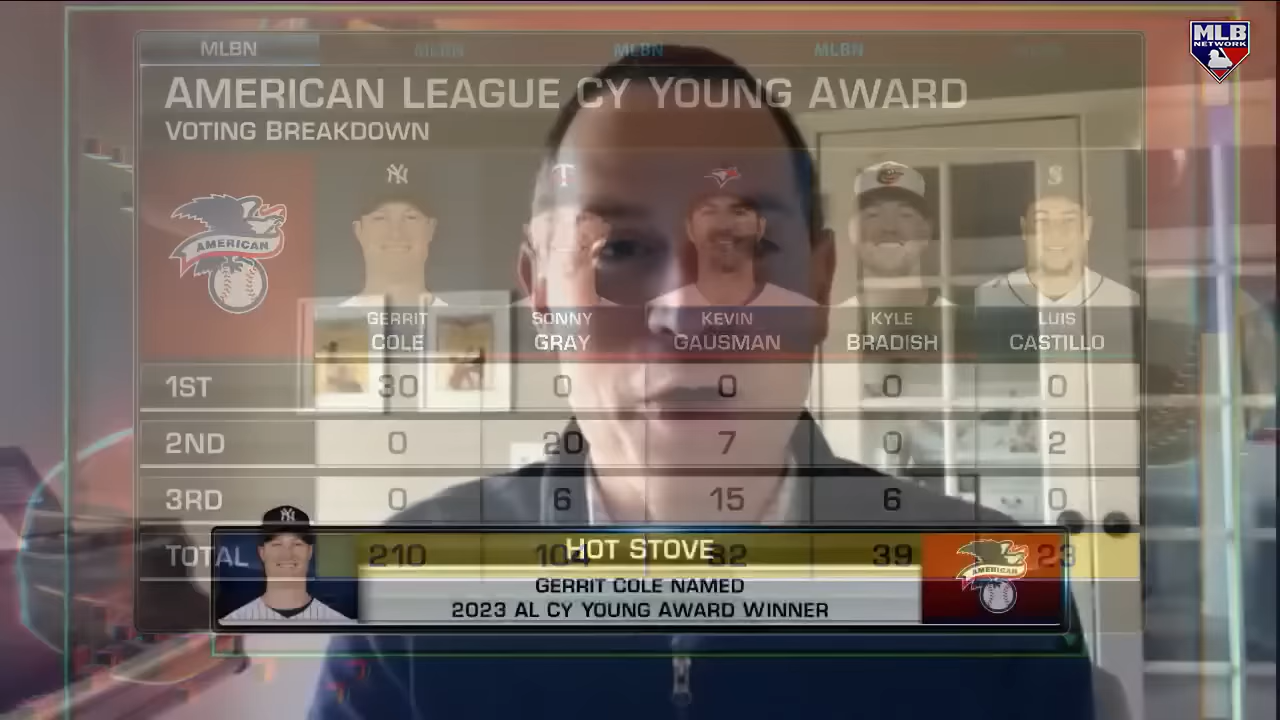 MLB
NETWORK
MLBN MLBN MLBN MLBN
AMERICAN LEAGUE CY YOUNG AWARD
VOTING BREAKDOWN
AMERICAN
GERRIT COLE
SONNY GRAY
KEVIN GAUSMAN
KYLE BRADISH
LUIS CASTILLO
1ST 30 0 0 0 0
2ND 0 20 7 0 2
3RD 0 6 15 6 0
TOTAL 210 104 82 39 23
HOT STOVE
GERRIT COLE NAMED
2023 AL CY YOUNG AWARD WINNER
AMERICAN